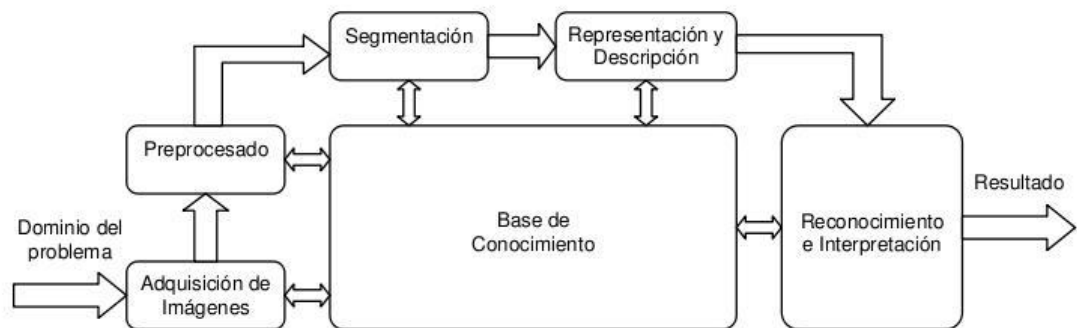 Segmentación
Representación y
Descripción
Preprocesado
Dominio del
problema
Adquisición de
Imágenes
Base de
Conocimiento
Reconocimiento
e Interpretación
Resultado